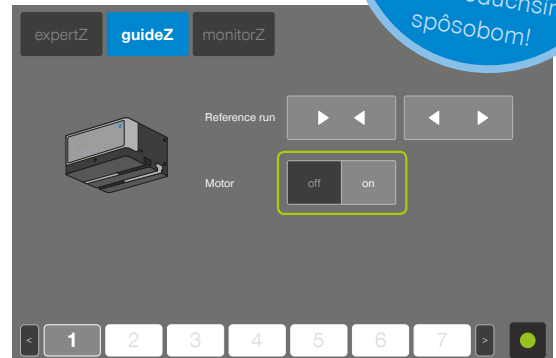 spôsobom!
expertZ guideZ monitorZ
Reference run
Motor off on
< 1 2 3 4 5 6 7 >